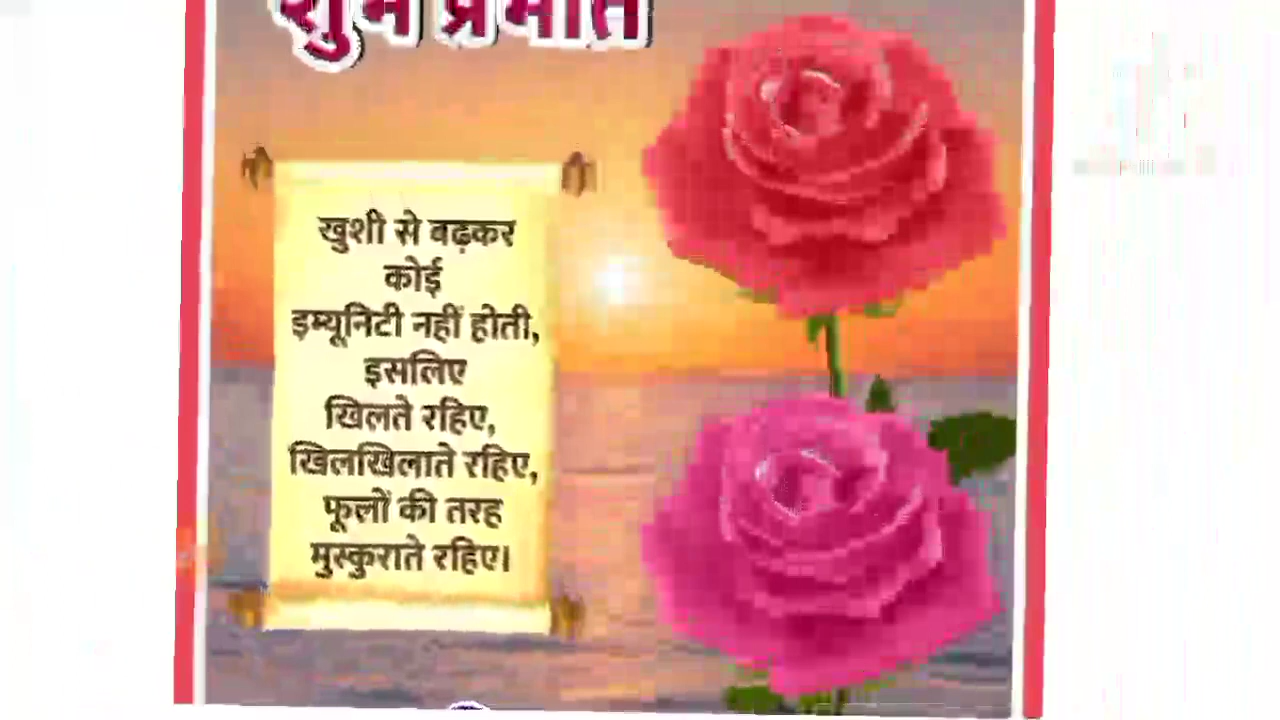 शुभ प्रभात
खुशी से बढ़कर
कोई
इम्यूनिटी नहीं होती,
इसलिए
खिलते रहिए,
खिलखिलाते रहिए,
फूलों की तरह
मुस्कुराते रहिए।